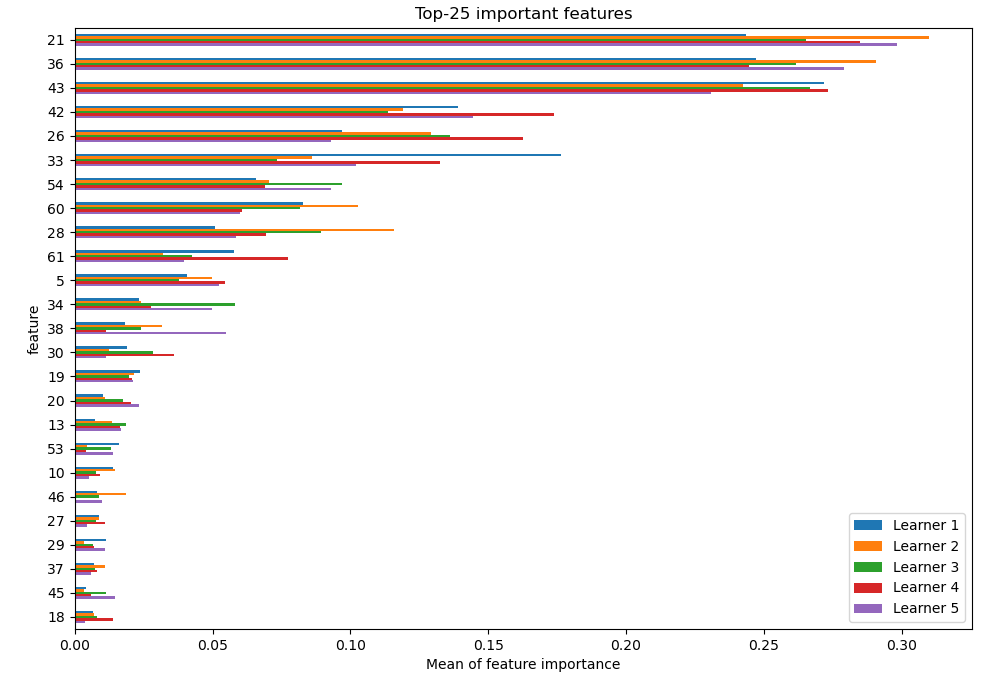 Top-25 important features
feature
21
36
43
42
26
33
54
60
28
61
5
34
38
30
19
20
13
53
10
46
27
29
37
45
18
Learner 1
Learner 2
Learner 3
Learner 4
Learner 5
0.00 0.05 0.10 0.15 0.20 0.25 0.30
Mean of feature importance